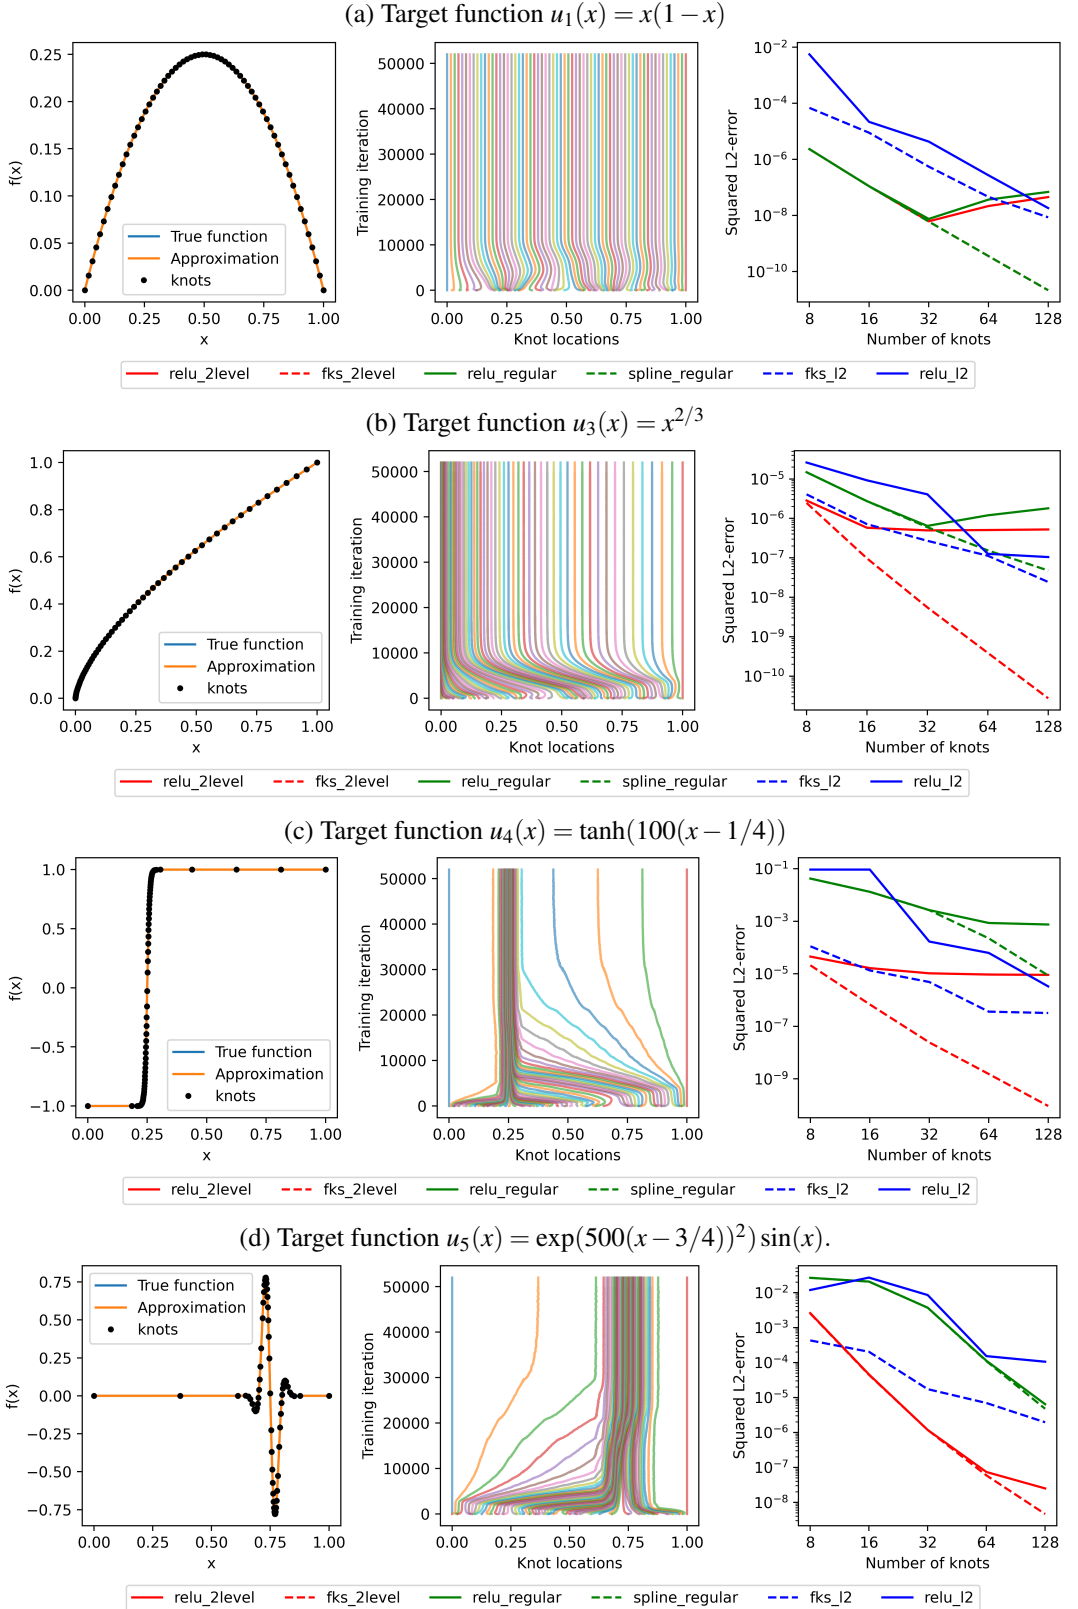 (a) Target function u₁(x) = x(1 − x)
0.25
0.20
0.15
0.10
0.05
0.00
f(x)
True function
Approximation
knots
0.00 0.25 0.50 0.75 1.00
x
50000
40000
30000
20000
10000
0
Training iteration
0.00 0.25 0.50 0.75 1.00
Knot locations
10⁻²
10⁻⁴
10⁻⁶
10⁻⁸
10⁻¹⁰
Squared L2-error
8 16 32 64 128
Number of knots
relu_2level fks_2level relu_regular spline_regular fks_l2 relu_l2
(b) Target function u₃(x) = x^{2/3}
1.0
0.8
0.6
0.4
0.2
0.0
f(x)
True function
Approximation
knots
0.00 0.25 0.50 0.75 1.00
x
50000
40000
30000
20000
10000
0
Training iteration
0.00 0.25 0.50 0.75 1.00
Knot locations
10⁻⁵
10⁻⁶
10⁻⁷
10⁻⁸
10⁻⁹
10⁻¹⁰
Squared L2-error
8 16 32 64 128
Number of knots
relu_2level fks_2level relu_regular spline_regular fks_l2 relu_l2
(c) Target function u₄(x) = tanh(100(x − 1/4))
1.0
0.5
0.0
−0.5
−1.0
f(x)
True function
Approximation
knots
0.00 0.25 0.50 0.75 1.00
x
50000
40000
30000
20000
10000
0
Training iteration
0.00 0.25 0.50 0.75 1.00
Knot locations
10⁻¹
10⁻³
10⁻⁵
10⁻⁷
10⁻⁹
Squared L2-error
8 16 32 64 128
Number of knots
relu_2level fks_2level relu_regular spline_regular fks_l2 relu_l2
(d) Target function u₅(x) = exp(500(x − 3/4))²) sin(x).
0.75
0.50
0.25
0.00
−0.25
−0.50
−0.75
f(x)
True function
Approximation
knots
0.00 0.25 0.50 0.75 1.00
x
50000
40000
30000
20000
10000
0
Training iteration
0.00 0.25 0.50 0.75 1.00
Knot locations
10⁻²
10⁻³
10⁻⁴
10⁻⁵
10⁻⁶
10⁻⁷
10⁻⁸
Squared L2-error
8 16 32 64 128
Number of knots
relu_2level fks_2level relu_regular spline_regular fks_l2 relu_l2